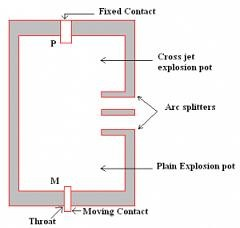 Fixed Contact
P
Cross jet
explosion pot
Arc splitters
Plain Explosion pot
M
Moving Contact
Throat